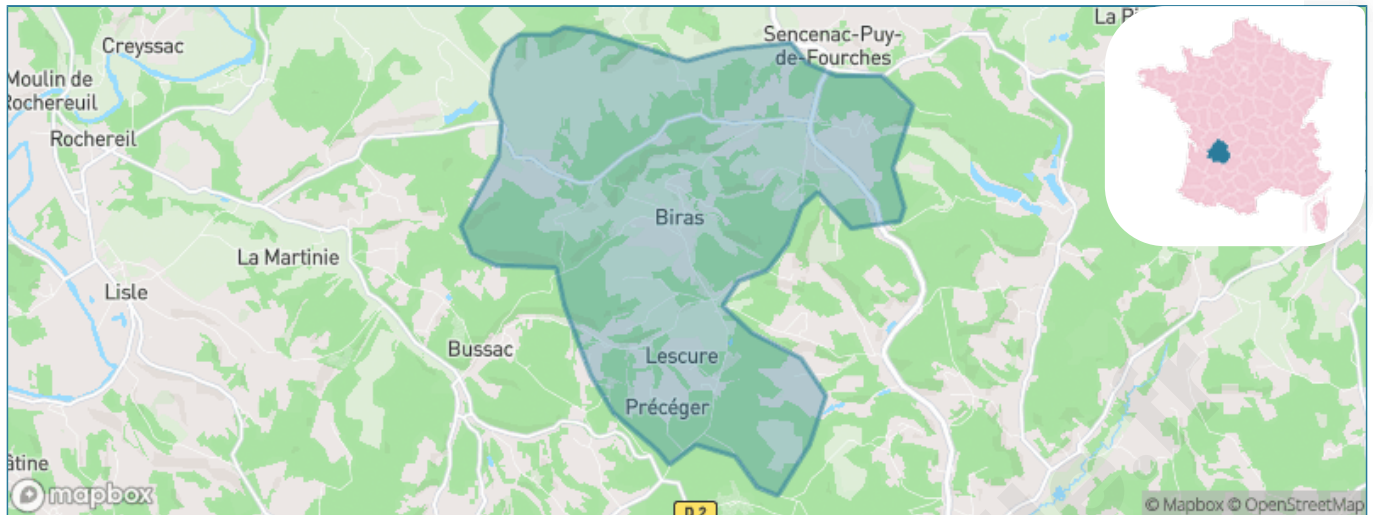 Creyssac
Sencenac-Puy-
de-Fourches
Moulin de
Rochereuil
Rochereil
Biras
La Martinie
Lisle
Bussac
Lescure
Précéger
D 2
mapbox
© Mapbox © OpenStreetMap